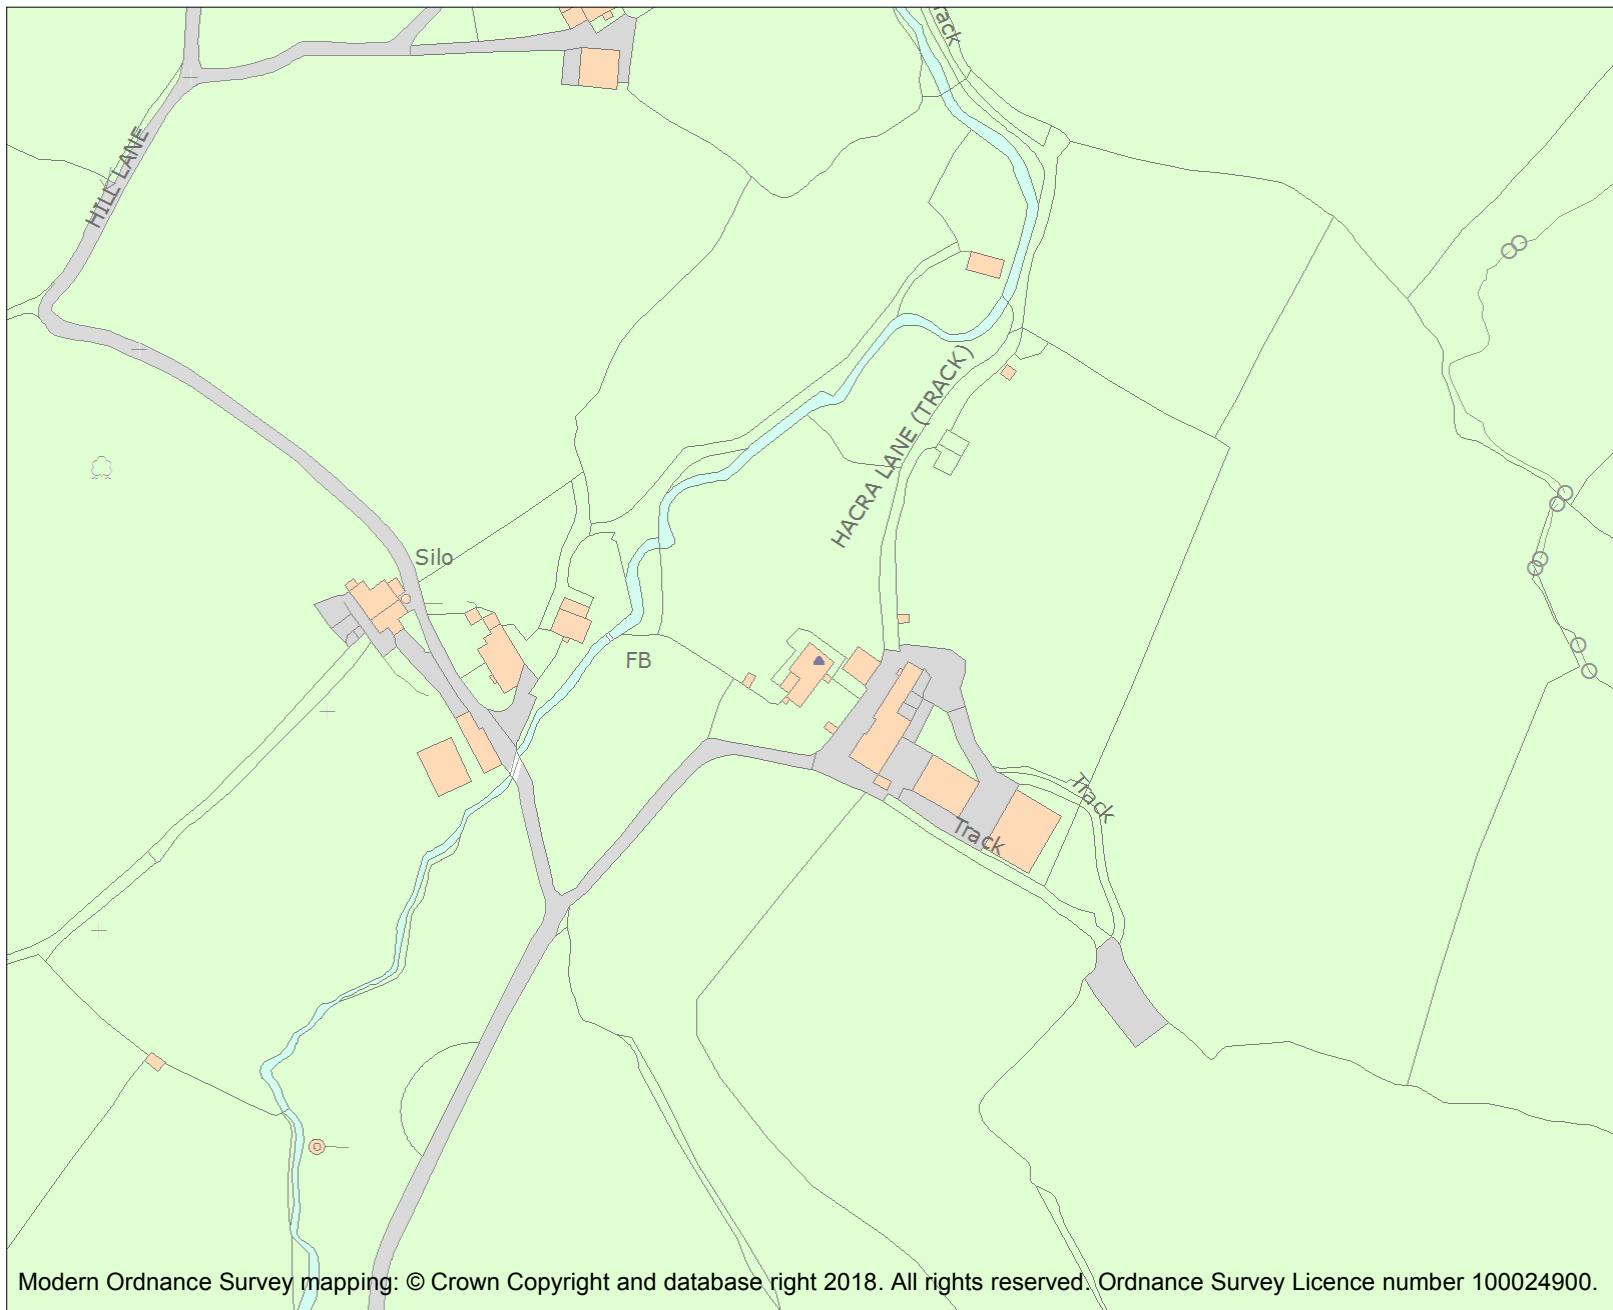 rack
HILL LANE
HACRA LANE (TRACK)
Silo
FB
Track
Track
Modern Ordnance Survey mapping: © Crown Copyright and database right 2018. All rights reserved. Ordnance Survey Licence number 100024900.